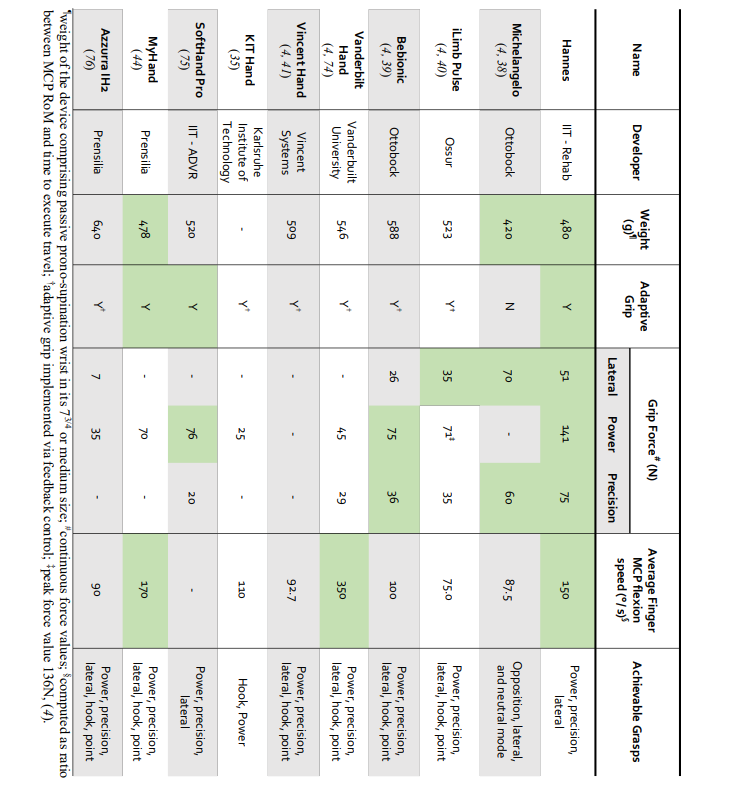 Name Developer Weight (g)¶ Adaptive Grip Grip Force# (N) Average Finger MCP flexion speed (°/s)§ Achievable Grasps
Lateral Power Precision
Hannes IIT - Rehab 480 Y 51 141 75 150 Power, precision, lateral
Michelangelo (4, 38) Ottobock 420 N 70 - 60 87.5 Opposition, lateral, and neutral mode
iLimb Pulse (4, 40) Ossur 523 Y† 35 71‡ 35 75.0 Power, precision, lateral, hook, point
Bebionic (4, 39) Ottobock 588 Y† 26 75 36 100 Power, precision, lateral, hook, point
Vanderbilt Hand (4, 74) Vanderbuilt University 546 Y† - 45 29 350 Power, precision, lateral, hook, point
Vincent Hand (4, 41) Vincent Systems 509 Y† - - - 92.7 Power, precision, lateral, hook, point
KIT Hand (35) Karlsruhe Institute of Technology - Y† - 25 - 110 Hook, Power
SoftHand Pro (75) IIT - ADVR 520 Y - 76 20 - Power, precision, lateral
MyHand (44) Prensilia 478 Y - 70 - 170 Power, precision, lateral, hook, point
Azzurra IH2 (76) Prensilia 640 Y† 7 35 - 90 Power, precision, lateral, hook, point
¶weight of the device comprising passive prono-supination wrist in its 7 3/4 or medium size; #continuous force values; §computed as ratio
between MCP RoM and time to execute travel; †adaptive grip implemented via feedback control; ‡peak force value 136N, (4).